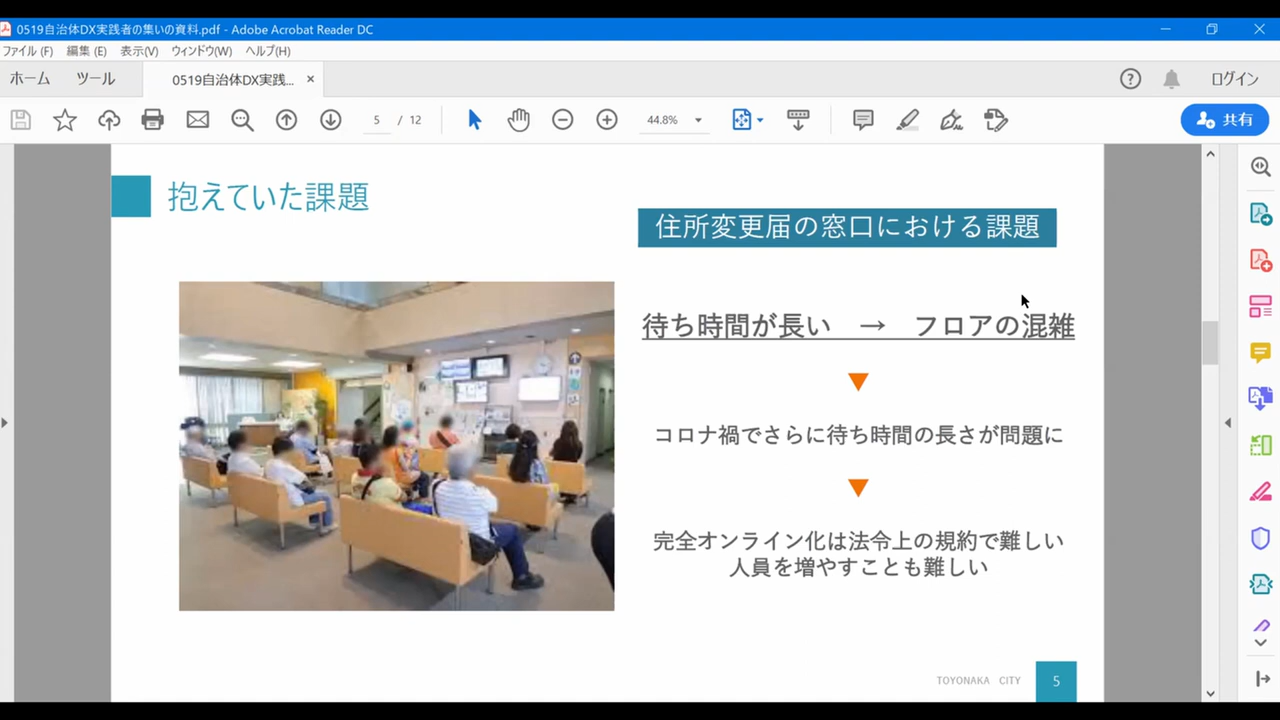 0519自治体DX実践者の集いの資料.pdf - Adobe Acrobat Reader DC
ファイル(F) 編集(E) 表示(V) ウィンドウ(W) ヘルプ(H)
ホーム ツール 0519自治体DX実践... × ログイン
5 / 12 44.8% 共有
抱えていた課題
住所変更届の窓口における課題
待ち時間が長い → フロアの混雑
コロナ禍でさらに待ち時間の長さが問題に
完全オンライン化は法令上の規約で難しい
人員を増やすことも難しい
TOYONAKA CITY 5